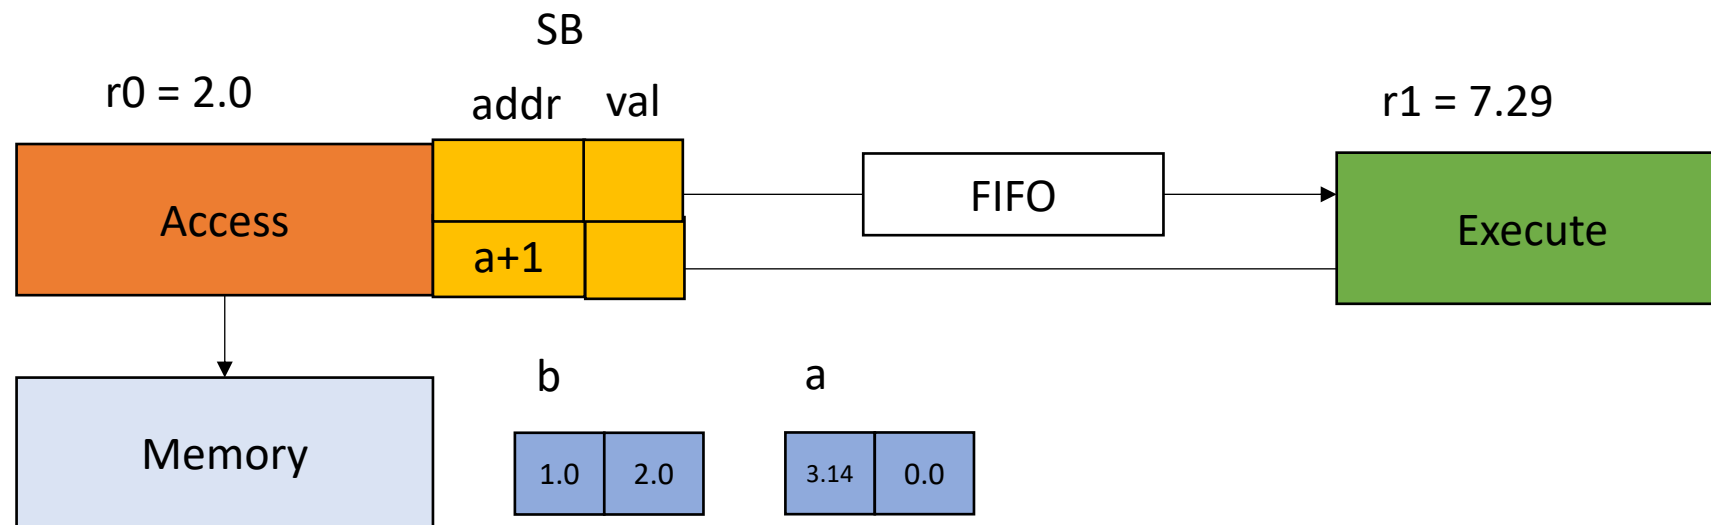 SB
r0 = 2.0
addr
val
r1 = 7.29
Access
FIFO
Execute
a+1
b
a
Memory
1.0
2.0
3.14
0.0